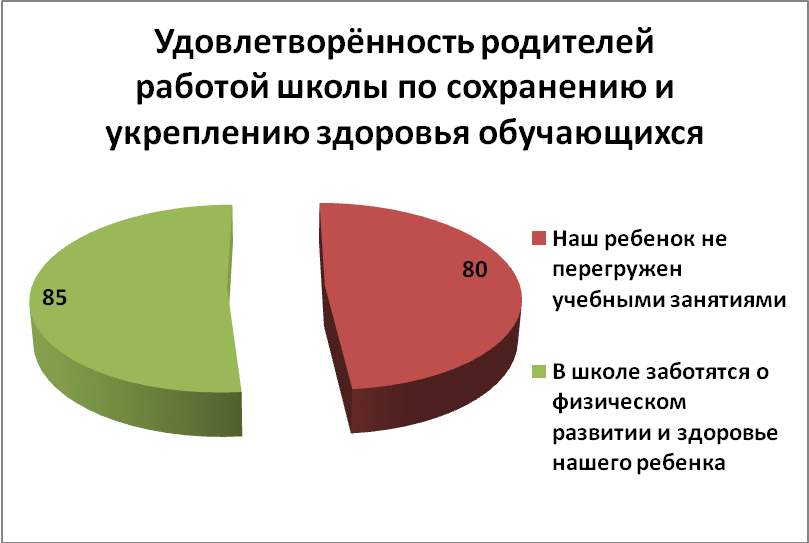 Удовлетворённость родителей
работой школы по сохранению и
укреплению здоровья обучающихся
85
80
Наш ребенок не
перегружен
учебными занятиями
В школе заботятся о
физическом
развитии и здоровье
нашего ребенка